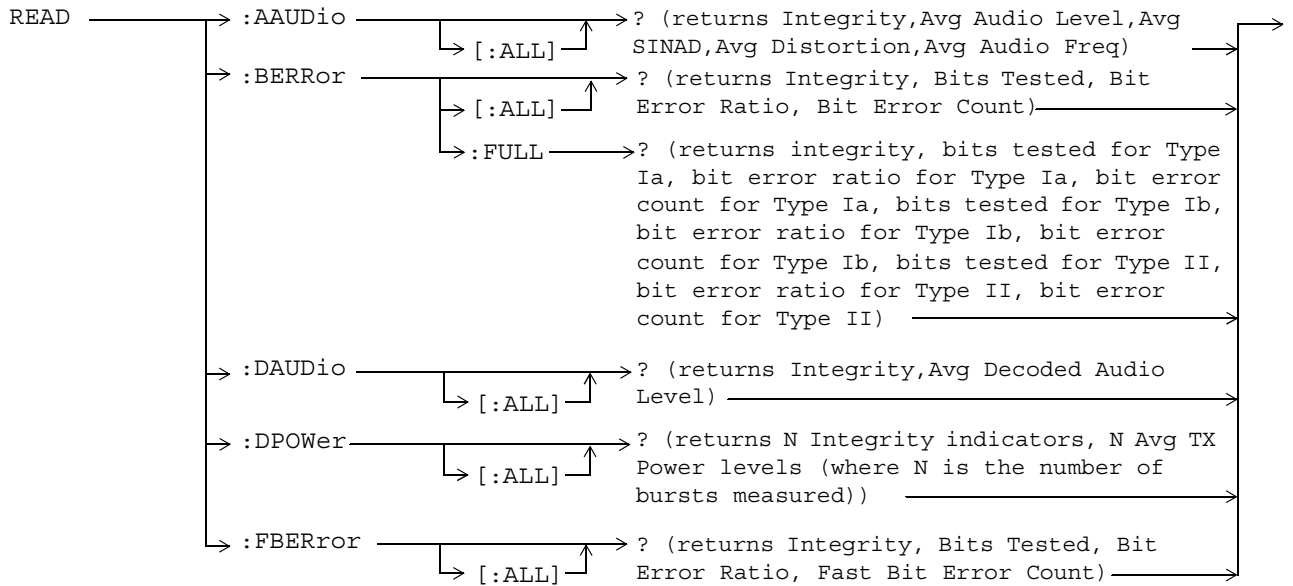 READ :AAUDio ? (returns Integrity,Avg Audio Level,Avg
[:ALL] SINAD,Avg Distortion,Avg Audio Freq)
:BERRor ? (returns Integrity, Bits Tested, Bit
[:ALL] Error Ratio, Bit Error Count)
:FULL ? (returns integrity, bits tested for Type
Ia, bit error ratio for Type Ia, bit error
count for Type Ia, bits tested for Type Ib,
bit error ratio for Type Ib, bit error
count for Type Ib, bits tested for Type II,
bit error ratio for Type II, bit error
count for Type II)
:DAUDio ? (returns Integrity,Avg Decoded Audio
[:ALL] Level)
:DPOWer ? (returns N Integrity indicators, N Avg TX
[:ALL] Power levels (where N is the number of
bursts measured))
:FBERror ? (returns Integrity, Bits Tested, Bit
[:ALL] Error Ratio, Fast Bit Error Count)